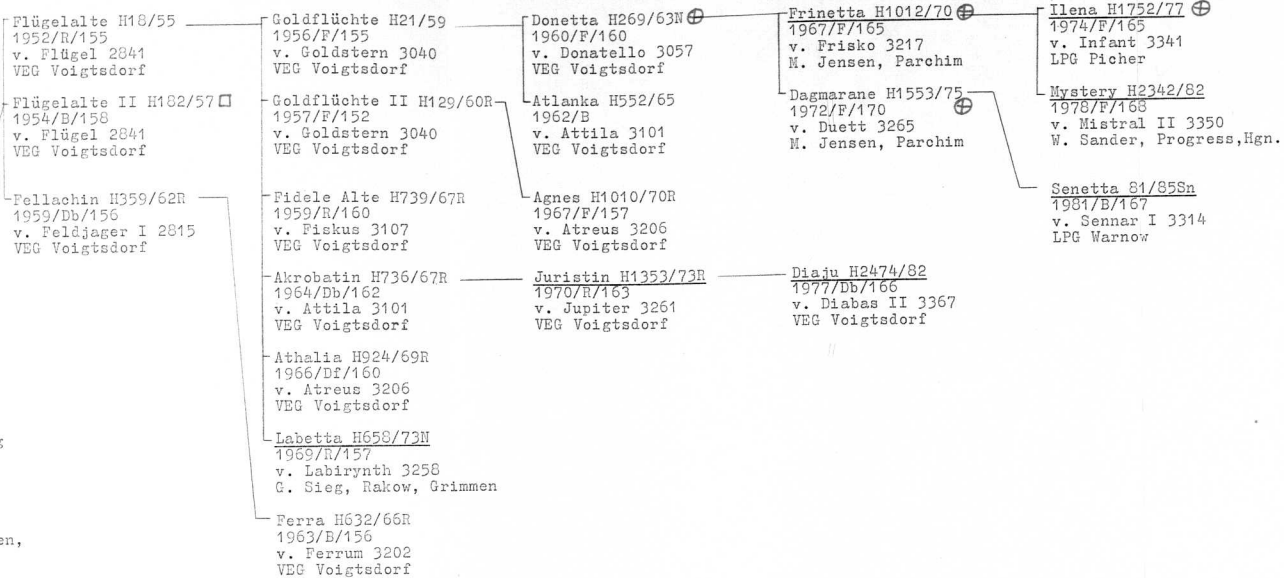 Flügelalte H18/55
1952/R/155
v. Flügel 2841
VEG Voigtsdorf
Flügelalte II H182/57
1954/B/158
v. Flügel 2841
VEG Voigtsdorf
Fellachin H359/62R
1959/Db/156
v. Feldjager I 2815
VEG Voigtsdorf
en,
Goldflüchte H21/59
1956/F/155
v. Goldstern 3040
VEG Voigtsdorf
Goldflüchte II H129/60R
1957/F/152
v. Goldstern 3040
VEG Voigtsdorf
Fidele Alte H739/67R
1959/R/160
v. Fiskus 3107
VEG Voigtsdorf
Akrobatin H736/67R
1964/Db/162
v. Attila 3101
VEG Voigtsdorf
Athalia H924/69R
1966/Df/160
v. Atreus 3206
VEG Voigtsdorf
Labetta H658/73N
1969/R/157
v. Labirynth 3258
G. Sieg, Rakow, Grimmen
Ferra H632/66R
1963/B/156
v. Ferrum 3202
VEG Voigtsdorf
Donetta H269/63N
1960/F/160
v. Donatello 3057
VEG Voigtsdorf
Atlanka H552/65
1962/B
v. Attila 3101
VEG Voigtsdorf
Agnes H1010/70R
1967/F/157
v. Atreus 3206
VEG Voigtsdorf
Juristin H1353/73R
1970/R/163
v. Jupiter 3261
VEG Voigtsdorf
Frinetta H1012/70
1967/F/165
v. Frisko 3217
M. Jensen, Parchim
Dagmarane H1553/75
1972/F/170
v. Duett 3265
M. Jensen, Parchim
Diaju H2474/82
1977/Db/166
v. Diabas II 3367
VEG Voigtsdorf
Ilena H1752/77
1974/F/165
v. Infant 3341
LPG Picher
Mystery H2342/82
1978/F/168
v. Mistral II 3350
W. Sander, Progress,Hgn.
Senetta 81/85Sn
1981/B/167
v. Sennar I 3314
LPG Warnow